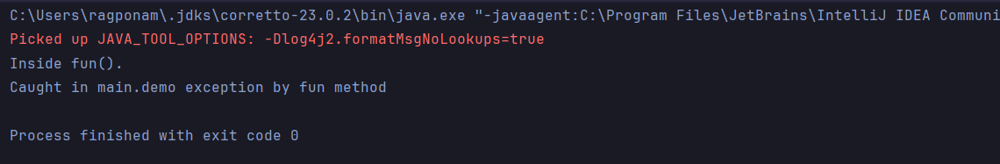 C:\Users\ragponam\.jdks\corretto-23.0.2\bin\java.exe "-javaagent:C:\Program Files\JetBrains\IntelliJ IDEA Communi
Picked up JAVA_TOOL_OPTIONS: -Dlog4j2.formatMsgNoLookups=true
Inside fun().
Caught in main.demo exception by fun method
Process finished with exit code 0